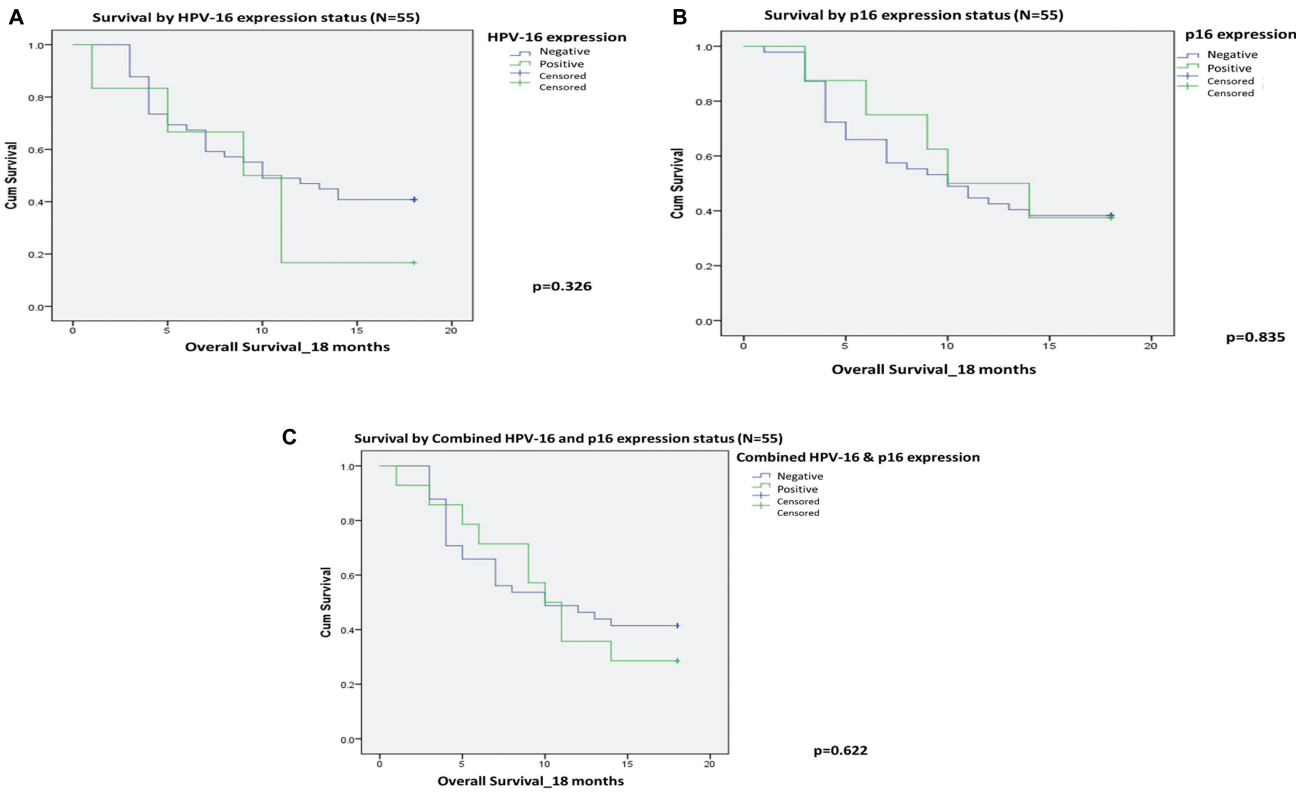 A
Survival by HPV-16 expression status (N=55)
HPV-16 expression
Negative
Positive
Censored
Censored
Cum Survival
1.0
0.8
0.6
0.4
0.2
0.0
0 5 10 15 20
Overall Survival_18 months
p=0.326
B
Survival by p16 expression status (N=55)
p16 expression
Negative
Positive
Censored
Censored
Cum Survival
1.0
0.8
0.6
0.4
0.2
0.0
0 5 10 15 20
Overall Survival_18 months
p=0.835
C
Survival by Combined HPV-16 and p16 expression status (N=55)
Combined HPV-16 & p16 expression
Negative
Positive
Censored
Censored
Cum Survival
1.0
0.8
0.6
0.4
0.2
0.0
0 5 10 15 20
Overall Survival_18 months
p=0.622